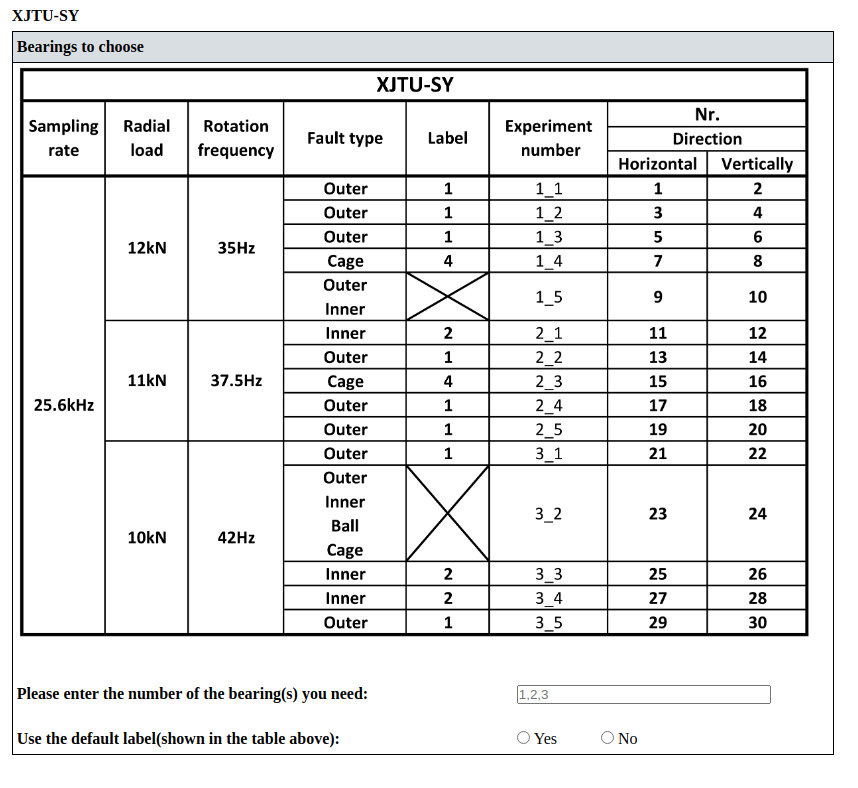 XJTU-SY
Bearings to choose
XJTU-SY
Sampling rate Radial load Rotation frequency Fault type Label Experiment number Nr.
Direction
Horizontal Vertically
25.6kHz
12kN 35Hz
Outer 1 1_1 1 2
Outer 1 1_2 3 4
Outer 1 1_3 5 6
Cage 4 1_4 7 8
Outer
Inner
1_5 9 10
11kN 37.5Hz
Inner 2 2_1 11 12
Outer 1 2_2 13 14
Cage 4 2_3 15 16
Outer 1 2_4 17 18
Outer 1 2_5 19 20
10kN 42Hz
Outer 1 3_1 21 22
Outer
Inner
Ball
Cage
3_2 23 24
Inner 2 3_3 25 26
Inner 2 3_4 27 28
Outer 1 3_5 29 30
Please enter the number of the bearing(s) you need: 1,2,3
Use the default label(shown in the table above): Yes No